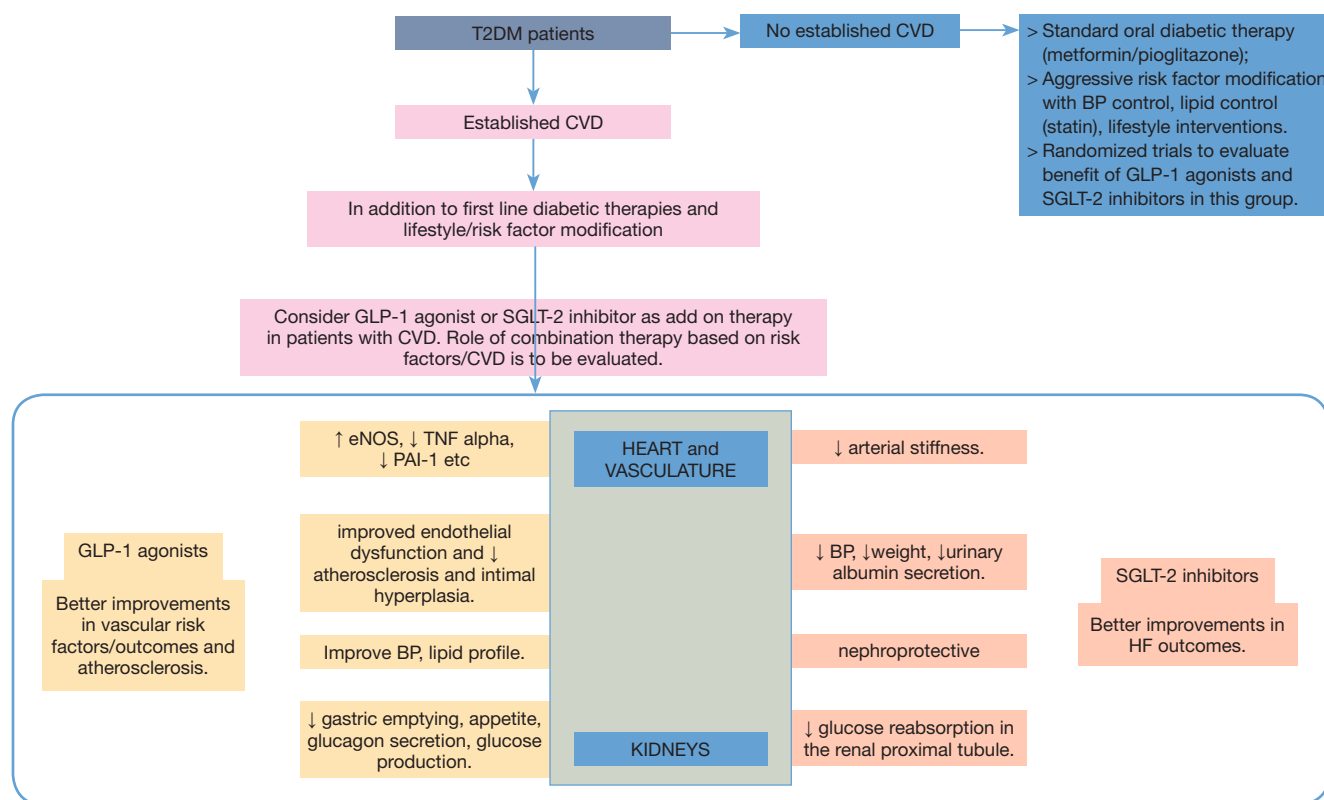 T2DM patients
No established CVD
> Standard oral diabetic therapy
(metformin/pioglitazone);
> Aggressive risk factor modification
with BP control, lipid control
(statin), lifestyle interventions.
> Randomized trials to evaluate
benefit of GLP-1 agonists and
SGLT-2 inhibitors in this group.
Established CVD
In addition to first line diabetic therapies and
lifestyle/risk factor modification
Consider GLP-1 agonist or SGLT-2 inhibitor as add on therapy
in patients with CVD. Role of combination therapy based on risk
factors/CVD is to be evaluated.
GLP-1 agonists
Better improvements
in vascular risk
factors/outcomes and
atherosclerosis.
↑ eNOS, ↓ TNF alpha,
↓ PAI-1 etc
improved endothelial
dysfunction and ↓
atherosclerosis and intimal
hyperplasia.
Improve BP, lipid profile.
↓ gastric emptying, appetite,
glucagon secretion, glucose
production.
HEART and
VASCULATURE
KIDNEYS
↓ arterial stiffness.
↓ BP, ↓weight, ↓urinary
albumin secretion.
nephroprotective
↓ glucose reabsorption in
the renal proximal tubule.
SGLT-2 inhibitors
Better improvements in
HF outcomes.